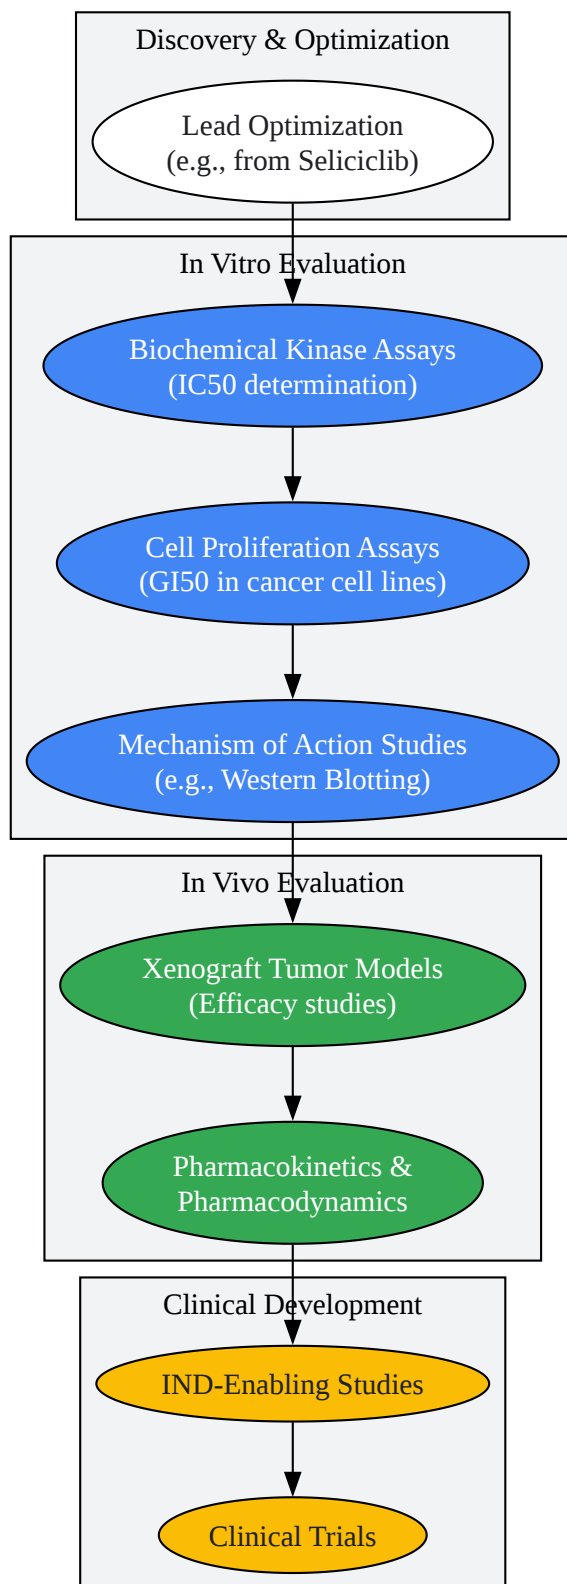 Discovery & Optimization
Lead Optimization
(e.g., from Seliciclib)
In Vitro Evaluation
Biochemical Kinase Assays
(IC50 determination)
Cell Proliferation Assays
(GI50 in cancer cell lines)
Mechanism of Action Studies
(e.g., Western Blotting)
In Vivo Evaluation
Xenograft Tumor Models
(Efficacy studies)
Pharmacokinetics &
Pharmacodynamics
Clinical Development
IND-Enabling Studies
Clinical Trials